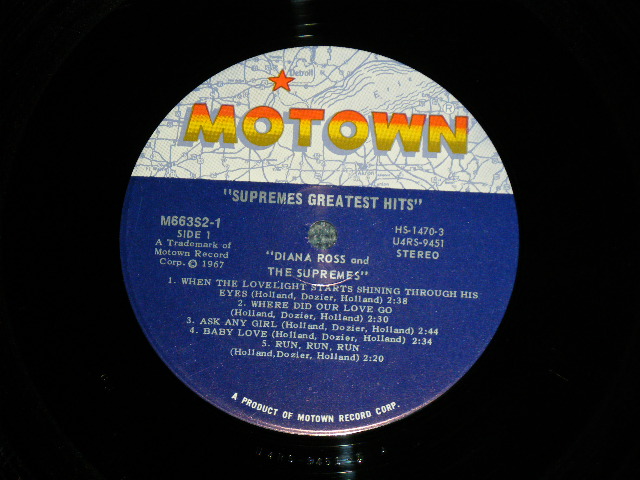 Detroit
MOTOWN
®
"SUPREMES GREATEST HITS"
M663S2-1
SIDE 1
A Trademark of
Motown Record
Corp. © 1967
HS-1470-3
U4RS-9451
STEREO
"DIANA ROSS and
THE SUPREMES"
1. WHEN THE LOVELIGHT STARTS SHINING THROUGH HIS
EYES (Holland, Dozier, Holland) 2:38
2. WHERE DID OUR LOVE GO
(Holland, Dozier, Holland) 2:30
3. ASK ANY GIRL (Holland, Dozier, Holland) 2:44
4. BABY LOVE (Holland, Dozier, Holland) 2:34
5. RUN, RUN, RUN
(Holland,Dozier, Holland) 2:20
A PRODUCT OF MOTOWN RECORD CORP.